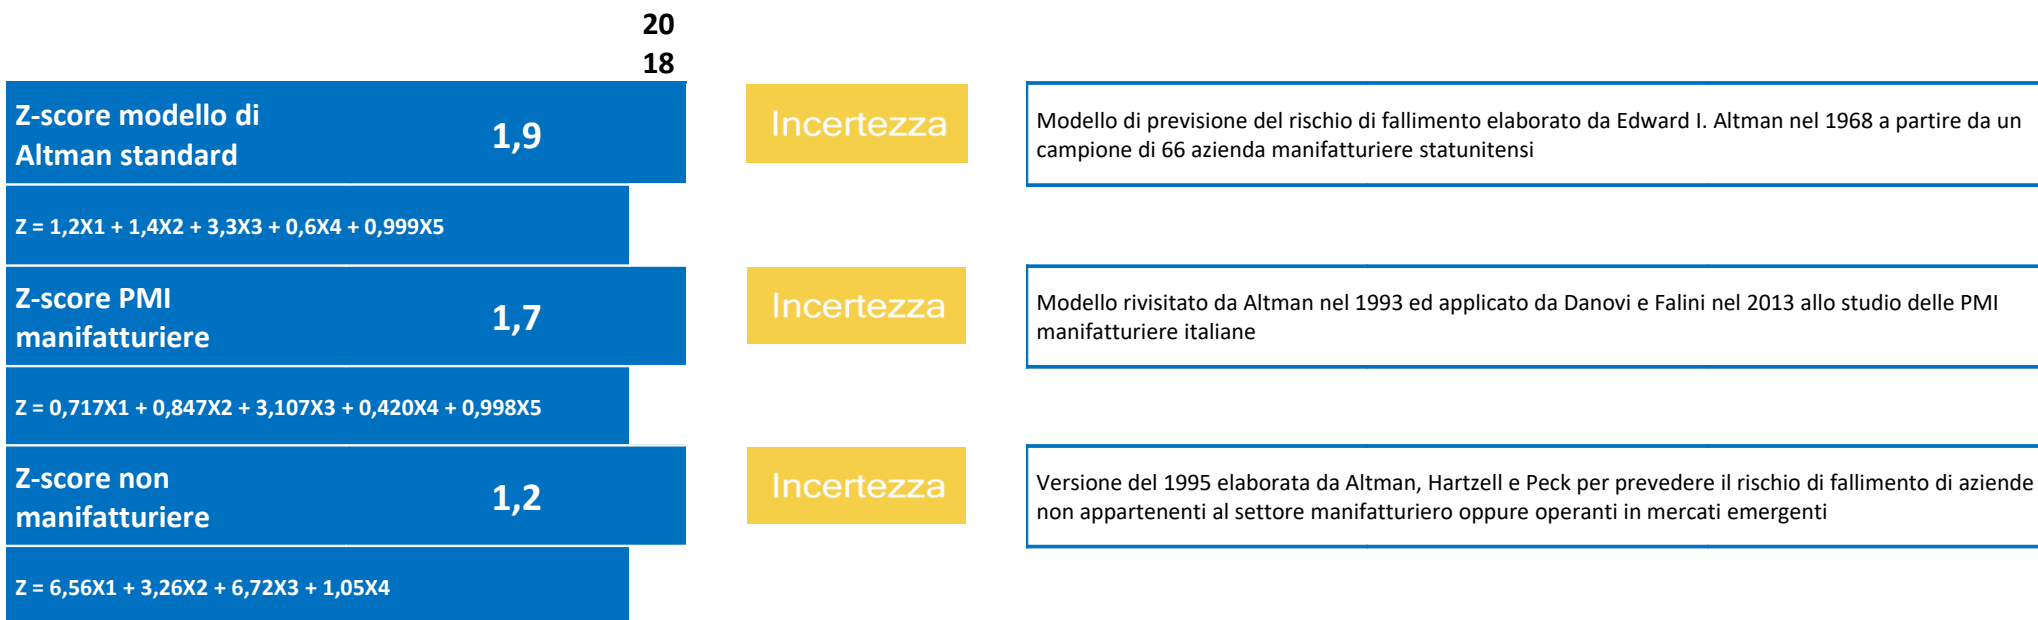 20
18
Z-score modello di
Altman standard
1,9
Incertezza
Modello di previsione del rischio di fallimento elaborato da Edward I. Altman nel 1968 a partire da un
campione di 66 azienda manifatturiere statunitensi
Z = 1,2X1 + 1,4X2 + 3,3X3 + 0,6X4 + 0,999X5
Z-score PMI
manifatturiere
1,7
Incertezza
Modello rivisitato da Altman nel 1993 ed applicato da Danovi e Falini nel 2013 allo studio delle PMI
manifatturiere italiane
Z = 0,717X1 + 0,847X2 + 3,107X3 + 0,420X4 + 0,998X5
Z-score non
manifatturiere
1,2
Incertezza
Versione del 1995 elaborata da Altman, Hartzell e Peck per prevedere il rischio di fallimento di aziende
non appartenenti al settore manifatturiero oppure operanti in mercati emergenti
Z = 6,56X1 + 3,26X2 + 6,72X3 + 1,05X4